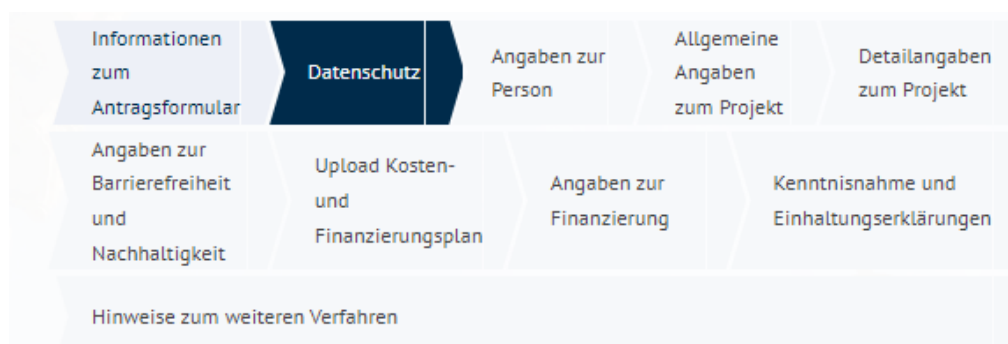 Informationen
zum
Antragsformular
Datenschutz
Angaben zur
Person
Allgemeine
Angaben
zum Projekt
Detailangaben
zum Projekt
Angaben zur
Barrierefreiheit
und
Nachhaltigkeit
Upload Kosten-
und
Finanzierungsplan
Angaben zur
Finanzierung
Kenntnisnahme und
Einhaltungserklärungen
Hinweise zum weiteren Verfahren